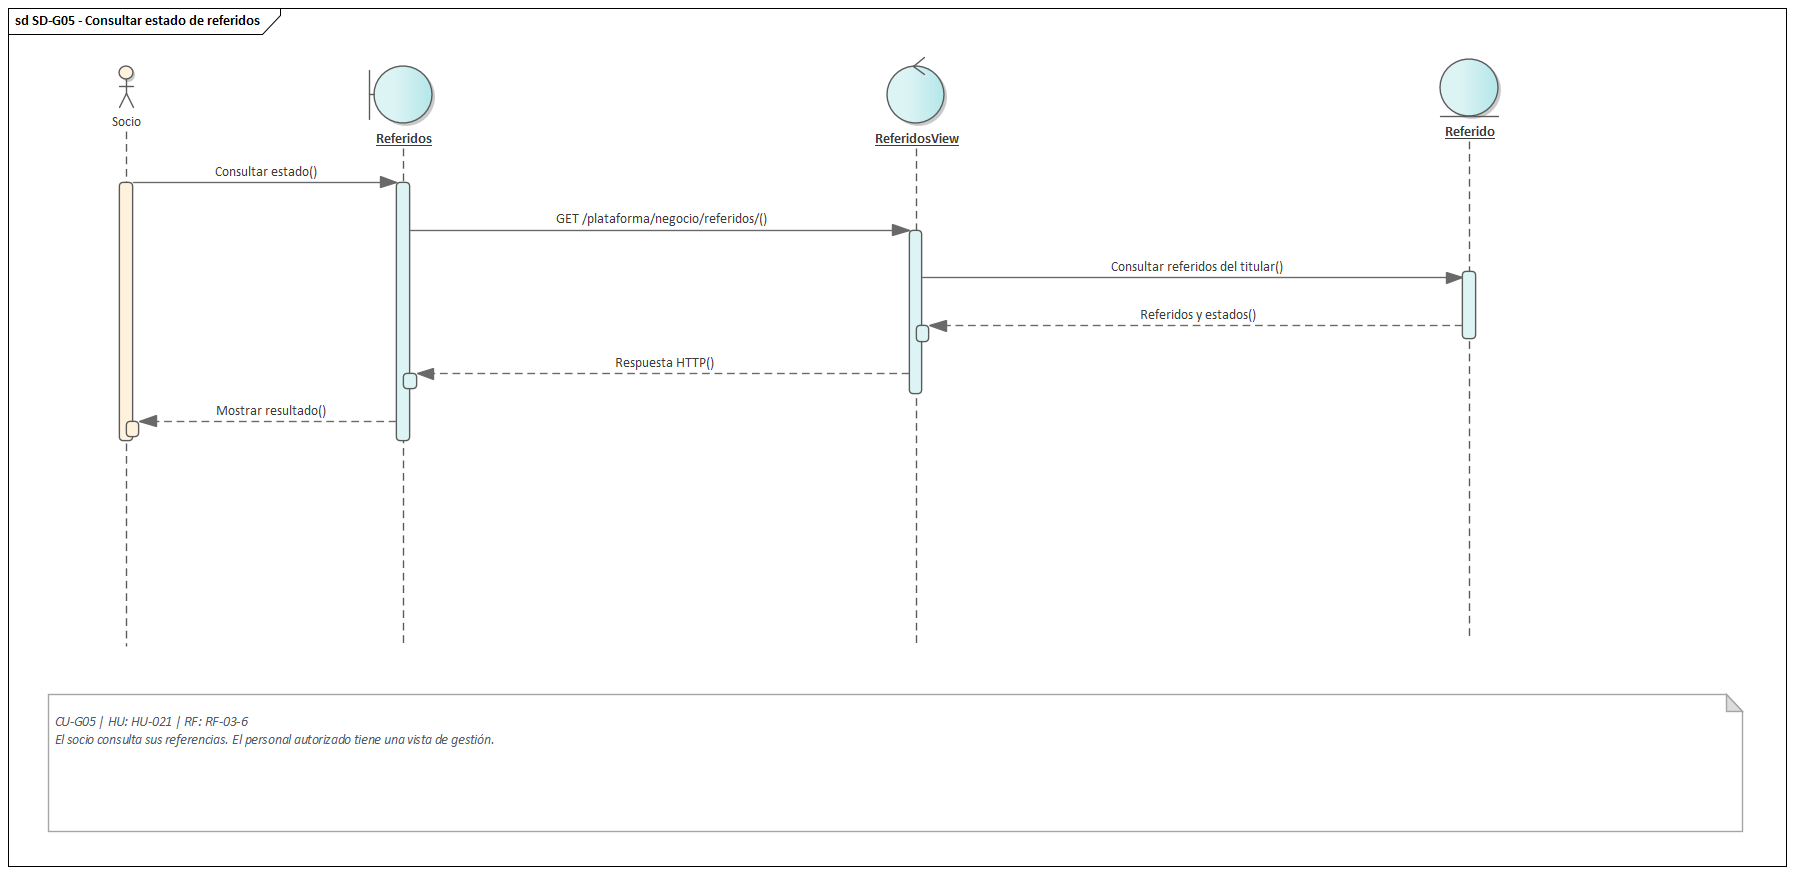 sd SD-G05 - Consultar estado de referidos
Socio
Referidos
ReferidosView
Referido
Consultar estado()
GET /plataforma/negocio/referidos/()
Consultar referidos del titular()
Referidos y estados()
Respuesta HTTP()
Mostrar resultado()
CU-G05 | HU: HU-021 | RF: RF-03-6
El socio consulta sus referencias. El personal autorizado tiene una vista de gestión.